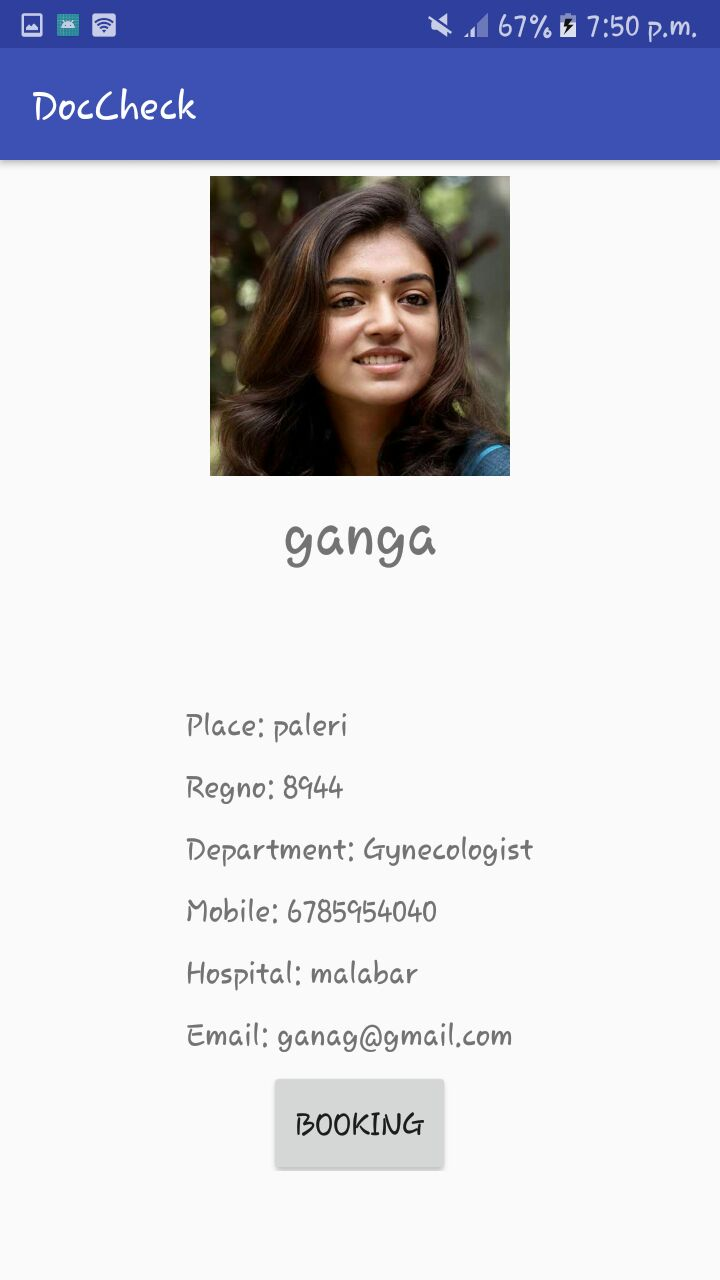 67% 7:50 p.m.
DocCheck
ganga
Place: paleri
Regno: 8944
Department: Gynecologist
Mobile: 6785954040
Hospital: malabar
Email: ganag@gmail.com
BOOKING